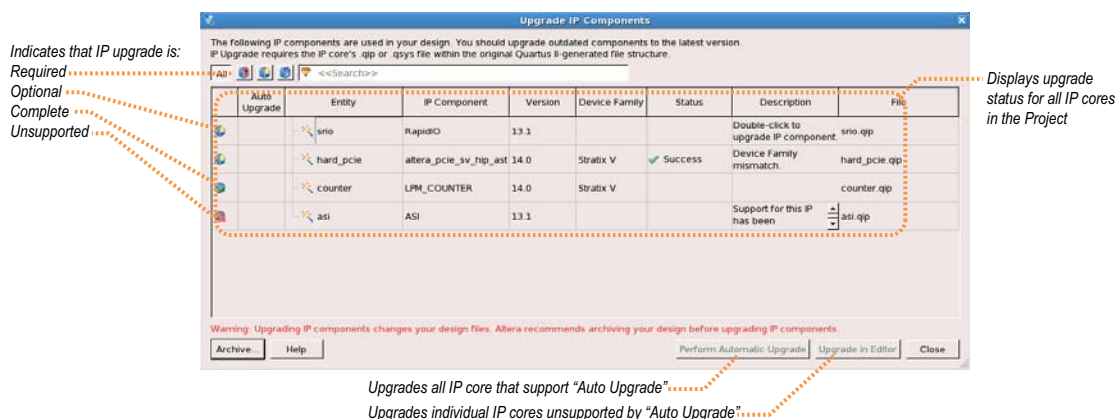 Upgrade IP Components
The following IP components are used in your design. You should upgrade outdated components to the latest version.
IP Upgrade requires the IP core's .qip or .qsys file within the original Quartus II-generated file structure.
Indicates that IP upgrade is:
Required
Optional
Complete
Unsupported
All <<Search>>
Displays upgrade
status for all IP cores
in the Project
Auto Upgrade Entity IP Component Version Device Family Status Description File
srio RapidIO 13.1 Double-click to upgrade IP component. srio.qip
hard_pcie altera_pcie_sv_hip_ast 14.0 Stratix V Success Device Family mismatch. hard_pcie.qip
counter LPM_COUNTER 14.0 Stratix V counter.qip
asi ASI 13.1 Support for this IP has been asi.qip
Warning: Upgrading IP components changes your design files. Altera recommends archiving your design before upgrading IP components.
Archive... Help Perform Automatic Upgrade Upgrade in Editor Close
Upgrades all IP core that support “Auto Upgrade”
Upgrades individual IP cores unsupported by “Auto Upgrade”